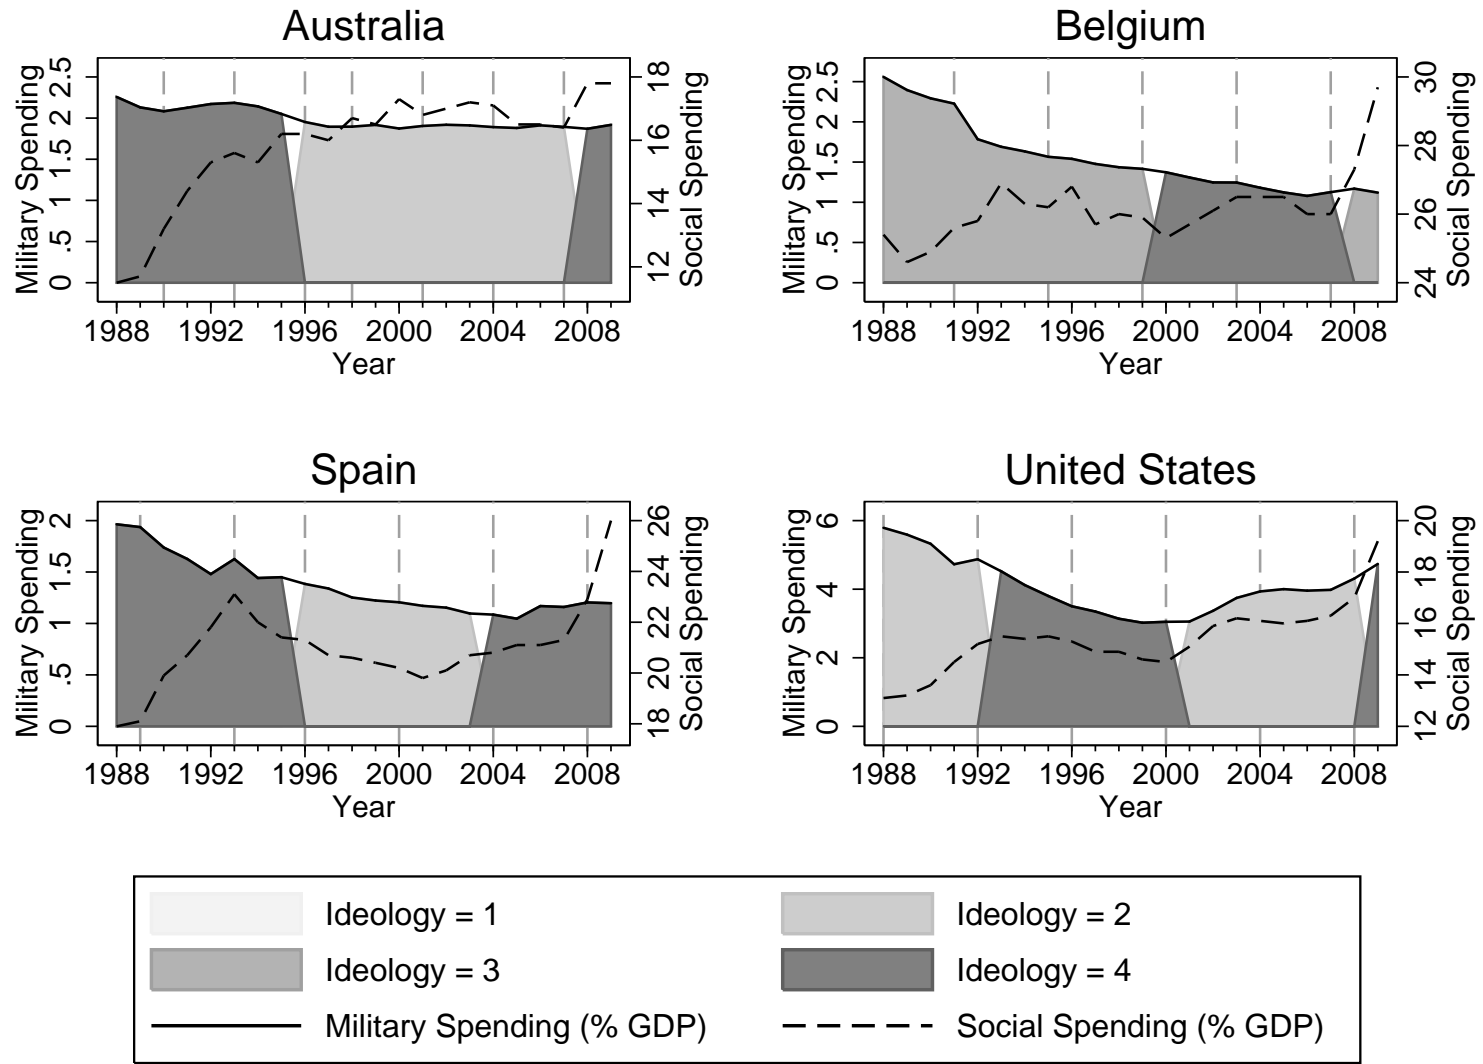 Australia
Military Spending
0 .5 1 1.5 2 2.5
12 14 16 18
Social Spending
1988 1992 1996 2000 2004 2008
Year
Belgium
Military Spending
0 .5 1 1.5 2 2.5
24 26 28 30
Social Spending
1988 1992 1996 2000 2004 2008
Year
Spain
Military Spending
0 .5 1 1.5 2
18 20 22 24 26
Social Spending
1988 1992 1996 2000 2004 2008
Year
United States
Military Spending
0 2 4 6
12 14 16 18 20
Social Spending
1988 1992 1996 2000 2004 2008
Year
Ideology = 1
Ideology = 2
Ideology = 3
Ideology = 4
Military Spending (% GDP)
Social Spending (% GDP)